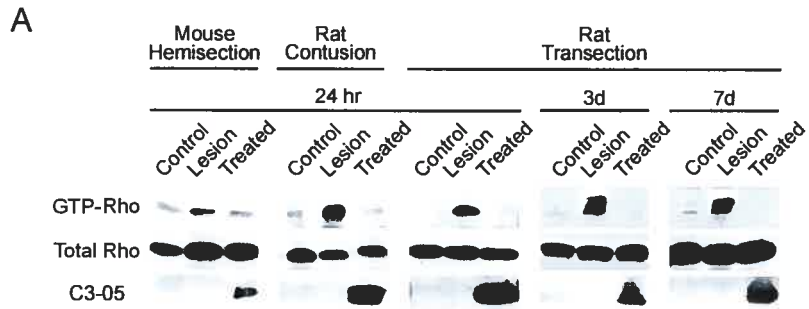 A
Mouse Hemisection
Rat Contusion
Rat Transection
24 hr
3d
7d
Control Lesion Treated Control Lesion Treated Control Lesion Treated Control Lesion Treated Control Lesion Treated
GTP-Rho
Total Rho
C3-05